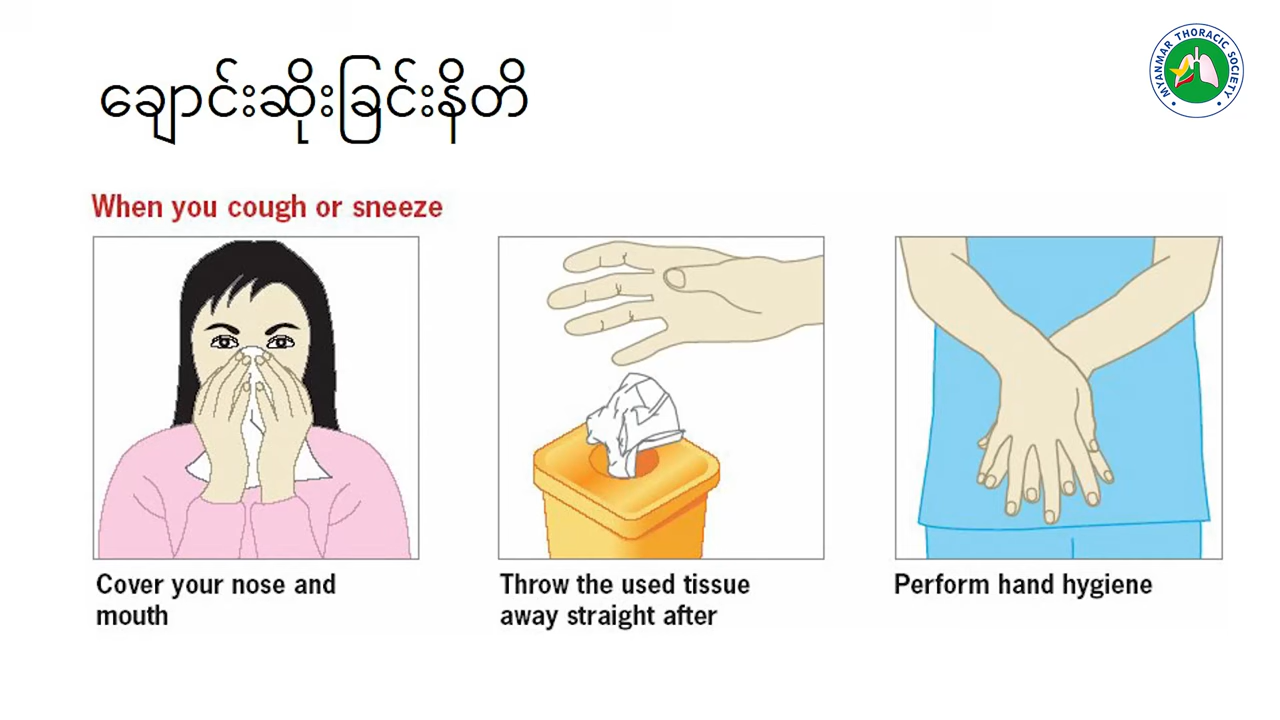 ချောင်းဆိုးခြင်းနီတိ
MYANMAR THORACIC SOCIETY
When you cough or sneeze
Cover your nose and
mouth
Throw the used tissue
away straight after
Perform hand hygiene